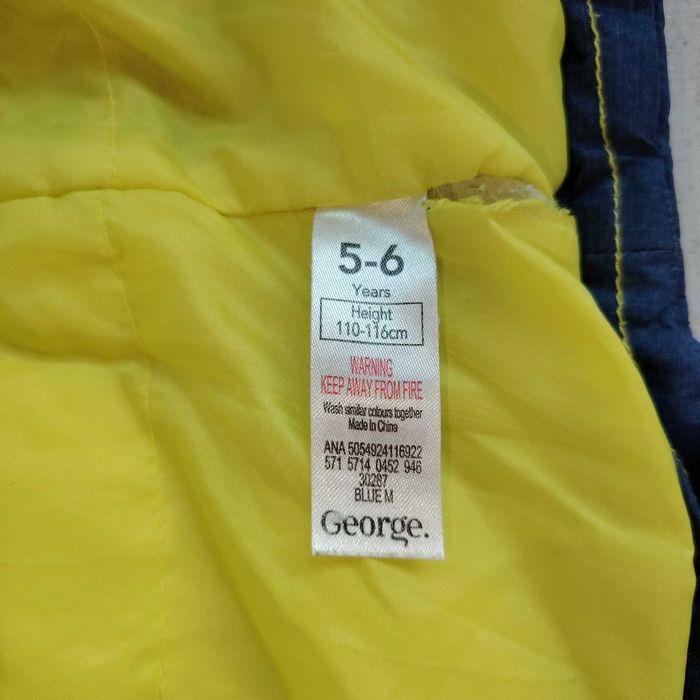 5-6
Years
Height
110-116cm
WARNING
KEEP AWAY FROM FIRE
Wash similar colours together
Made In China
ANA 5054924116922
571 5714 0452 946
30287
BLUE M
George.